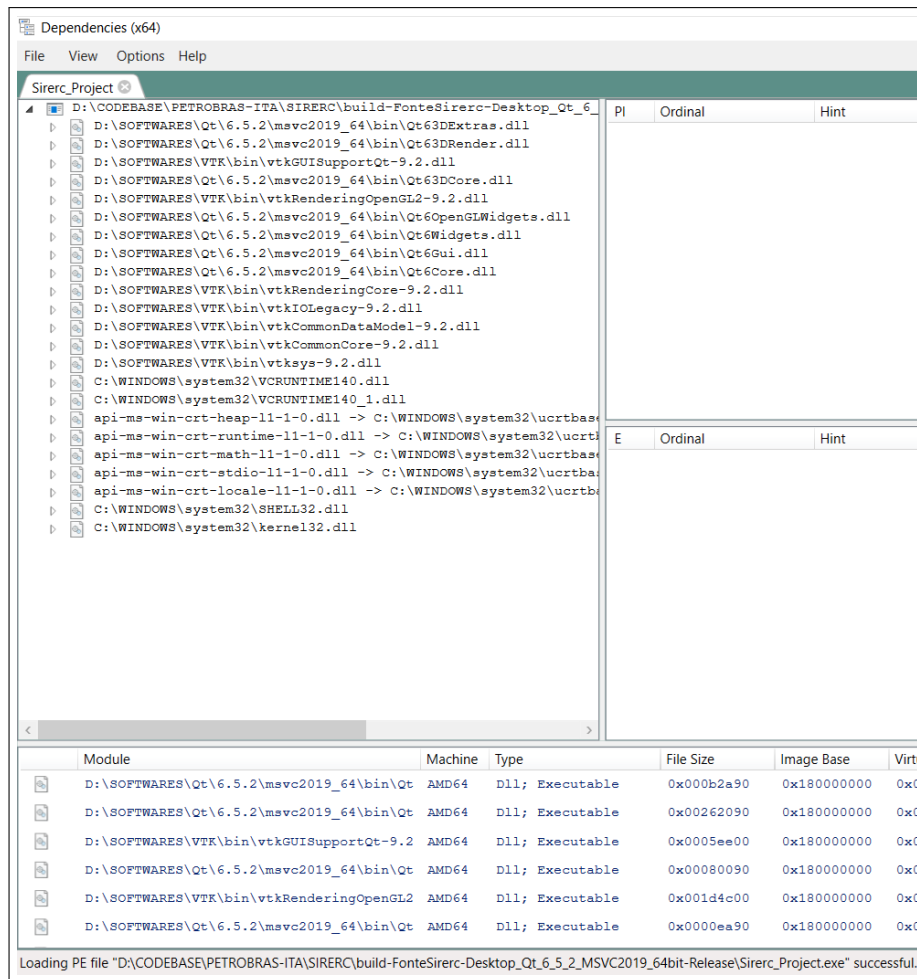 Dependencies (x64)
File View Options Help
Sirerc_Project
D:\CODEBASE\PETROBRAS-ITA\SIRERC\build-FonteSirerc-Desktop_Qt_6_
D:\SOFTWARES\Qt\6.5.2\msvc2019_64\bin\Qt63DExtras.dll
D:\SOFTWARES\Qt\6.5.2\msvc2019_64\bin\Qt63DRender.dll
D:\SOFTWARES\VTK\bin\vtkGUISupportQt-9.2.dll
D:\SOFTWARES\Qt\6.5.2\msvc2019_64\bin\Qt63DCore.dll
D:\SOFTWARES\VTK\bin\vtkRenderingOpenGL2-9.2.dll
D:\SOFTWARES\Qt\6.5.2\msvc2019_64\bin\Qt6OpenGLWidgets.dll
D:\SOFTWARES\Qt\6.5.2\msvc2019_64\bin\Qt6Widgets.dll
D:\SOFTWARES\Qt\6.5.2\msvc2019_64\bin\Qt6Gui.dll
D:\SOFTWARES\Qt\6.5.2\msvc2019_64\bin\Qt6Core.dll
D:\SOFTWARES\VTK\bin\vtkRenderingCore-9.2.dll
D:\SOFTWARES\VTK\bin\vtkIOLegacy-9.2.dll
D:\SOFTWARES\VTK\bin\vtkCommonDataModel-9.2.dll
D:\SOFTWARES\VTK\bin\vtkCommonCore-9.2.dll
D:\SOFTWARES\VTK\bin\vtksys-9.2.dll
C:\WINDOWS\system32\VCRUNTIME140.dll
C:\WINDOWS\system32\VCRUNTIME140_1.dll
api-ms-win-crt-heap-l1-1-0.dll -> C:\WINDOWS\system32\ucrtbase
api-ms-win-crt-runtime-l1-1-0.dll -> C:\WINDOWS\system32\ucrt
api-ms-win-crt-math-l1-1-0.dll -> C:\WINDOWS\system32\ucrtbase
api-ms-win-crt-stdio-l1-1-0.dll -> C:\WINDOWS\system32\ucrtba
api-ms-win-crt-locale-l1-1-0.dll -> C:\WINDOWS\system32\ucrtb
C:\WINDOWS\system32\SHELL32.dll
C:\WINDOWS\system32\kernel32.dll
PI Ordinal Hint
E Ordinal Hint
Module Machine Type File Size Image Base Virt
D:\SOFTWARES\Qt\6.5.2\msvc2019_64\bin\Qt AMD64 Dll; Executable 0x000b2a90 0x180000000 0x
D:\SOFTWARES\Qt\6.5.2\msvc2019_64\bin\Qt AMD64 Dll; Executable 0x00262090 0x180000000 0x
D:\SOFTWARES\VTK\bin\vtkGUISupportQt-9.2 AMD64 Dll; Executable 0x0005ee00 0x180000000 0x
D:\SOFTWARES\Qt\6.5.2\msvc2019_64\bin\Qt AMD64 Dll; Executable 0x00080090 0x180000000 0x
D:\SOFTWARES\VTK\bin\vtkRenderingOpenGL2 AMD64 Dll; Executable 0x001d4c00 0x180000000 0x
D:\SOFTWARES\Qt\6.5.2\msvc2019_64\bin\Qt AMD64 Dll; Executable 0x0000ea90 0x180000000 0x
Loading PE file "D:\CODEBASE\PETROBRAS-ITA\SIRERC\build-FonteSirerc-Desktop_Qt_6_5_2_MSVC2019_64bit-Release\Sirerc_Project.exe" successful.